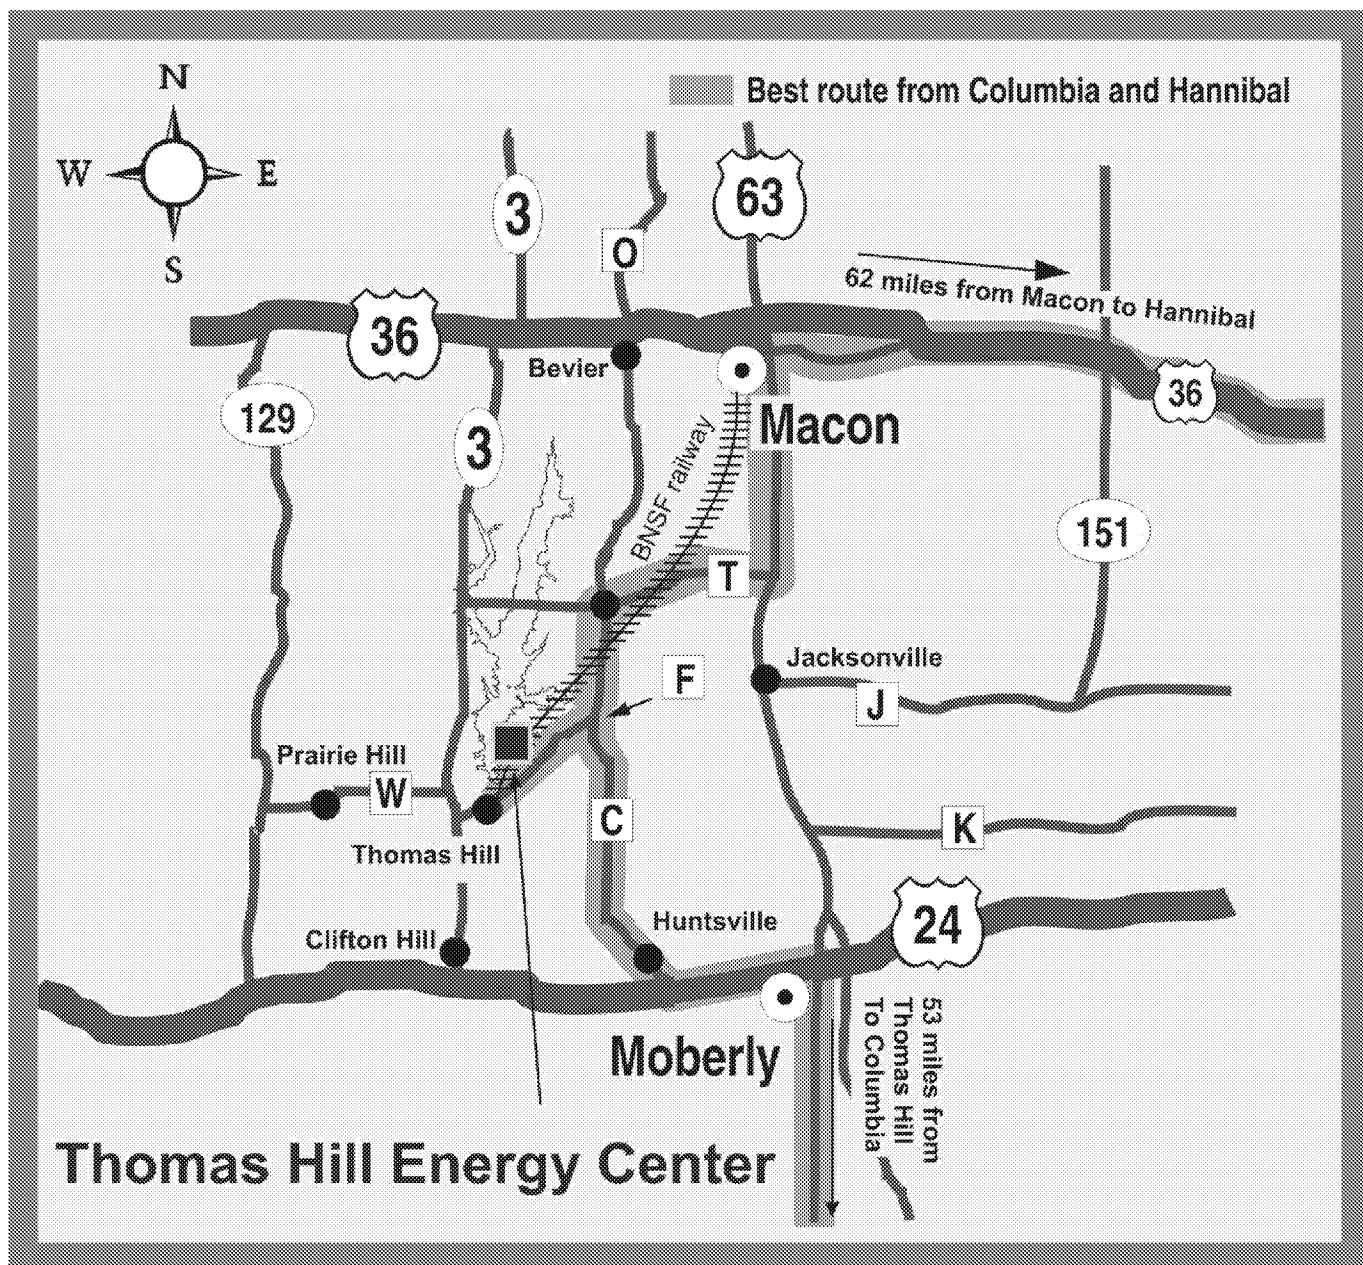 N
W E
S
Best route from Columbia and Hannibal
3
O
63
62 miles from Macon to Hannibal
36
Bevier
36
129
3
Macon
BNSF railway
151
T
Jacksonville
F
J
Prairie Hill
W
C
K
Thomas Hill
Huntsville
24
Clifton Hill
Moberly
53 miles from
Thomas Hill
To Columbia
Thomas Hill Energy Center